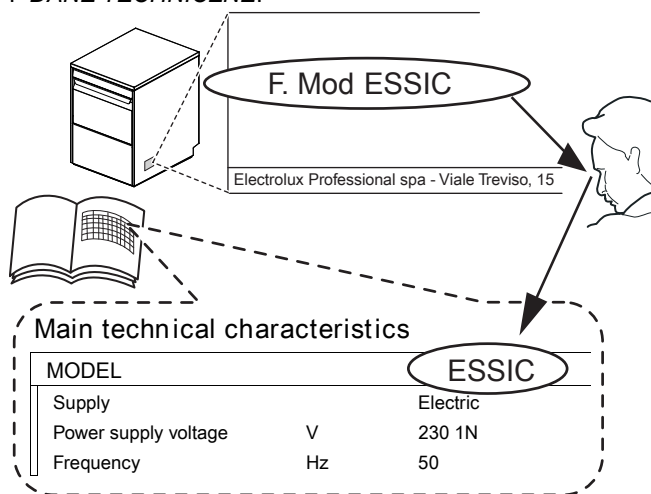 F. Mod ESSIC
Electrolux Professional spa - Viale Treviso, 15
Main technical characteristics
MODEL ESSIC
Supply Electric
Power supply voltage V 230 1N
Frequency Hz 50